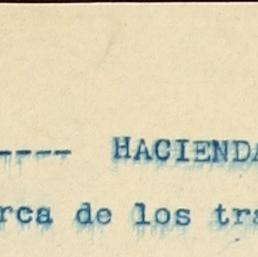 ---- HACIENDA
rca de los tra